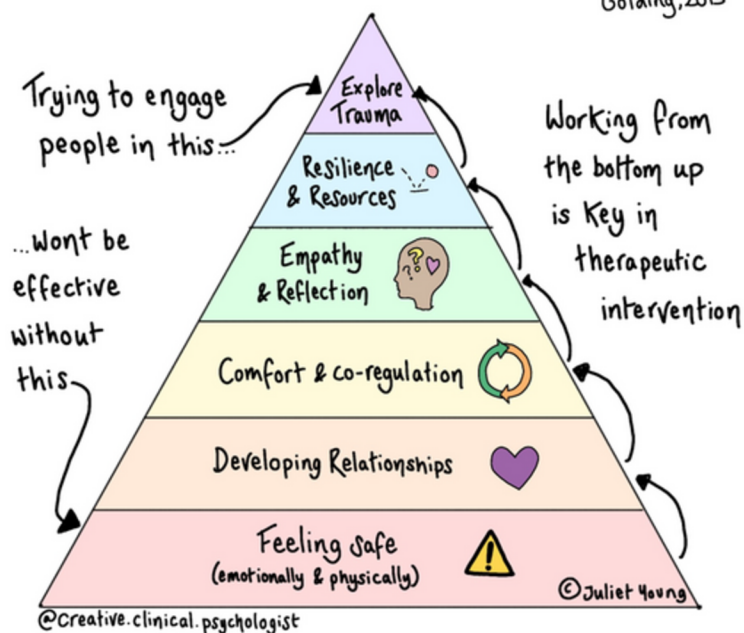 Golding, 2015
Trying to engage
people in this...
...wont be
effective
without
this
Explore
Trauma
Resilience
& Resources
Empathy
& Reflection
Comfort & co-regulation
Developing Relationships
Feeling safe
(emotionally & physically)
Working from
the bottom up
is Key in
therapeutic
intervention
© Juliet Young
@creative.clinical.psychologist